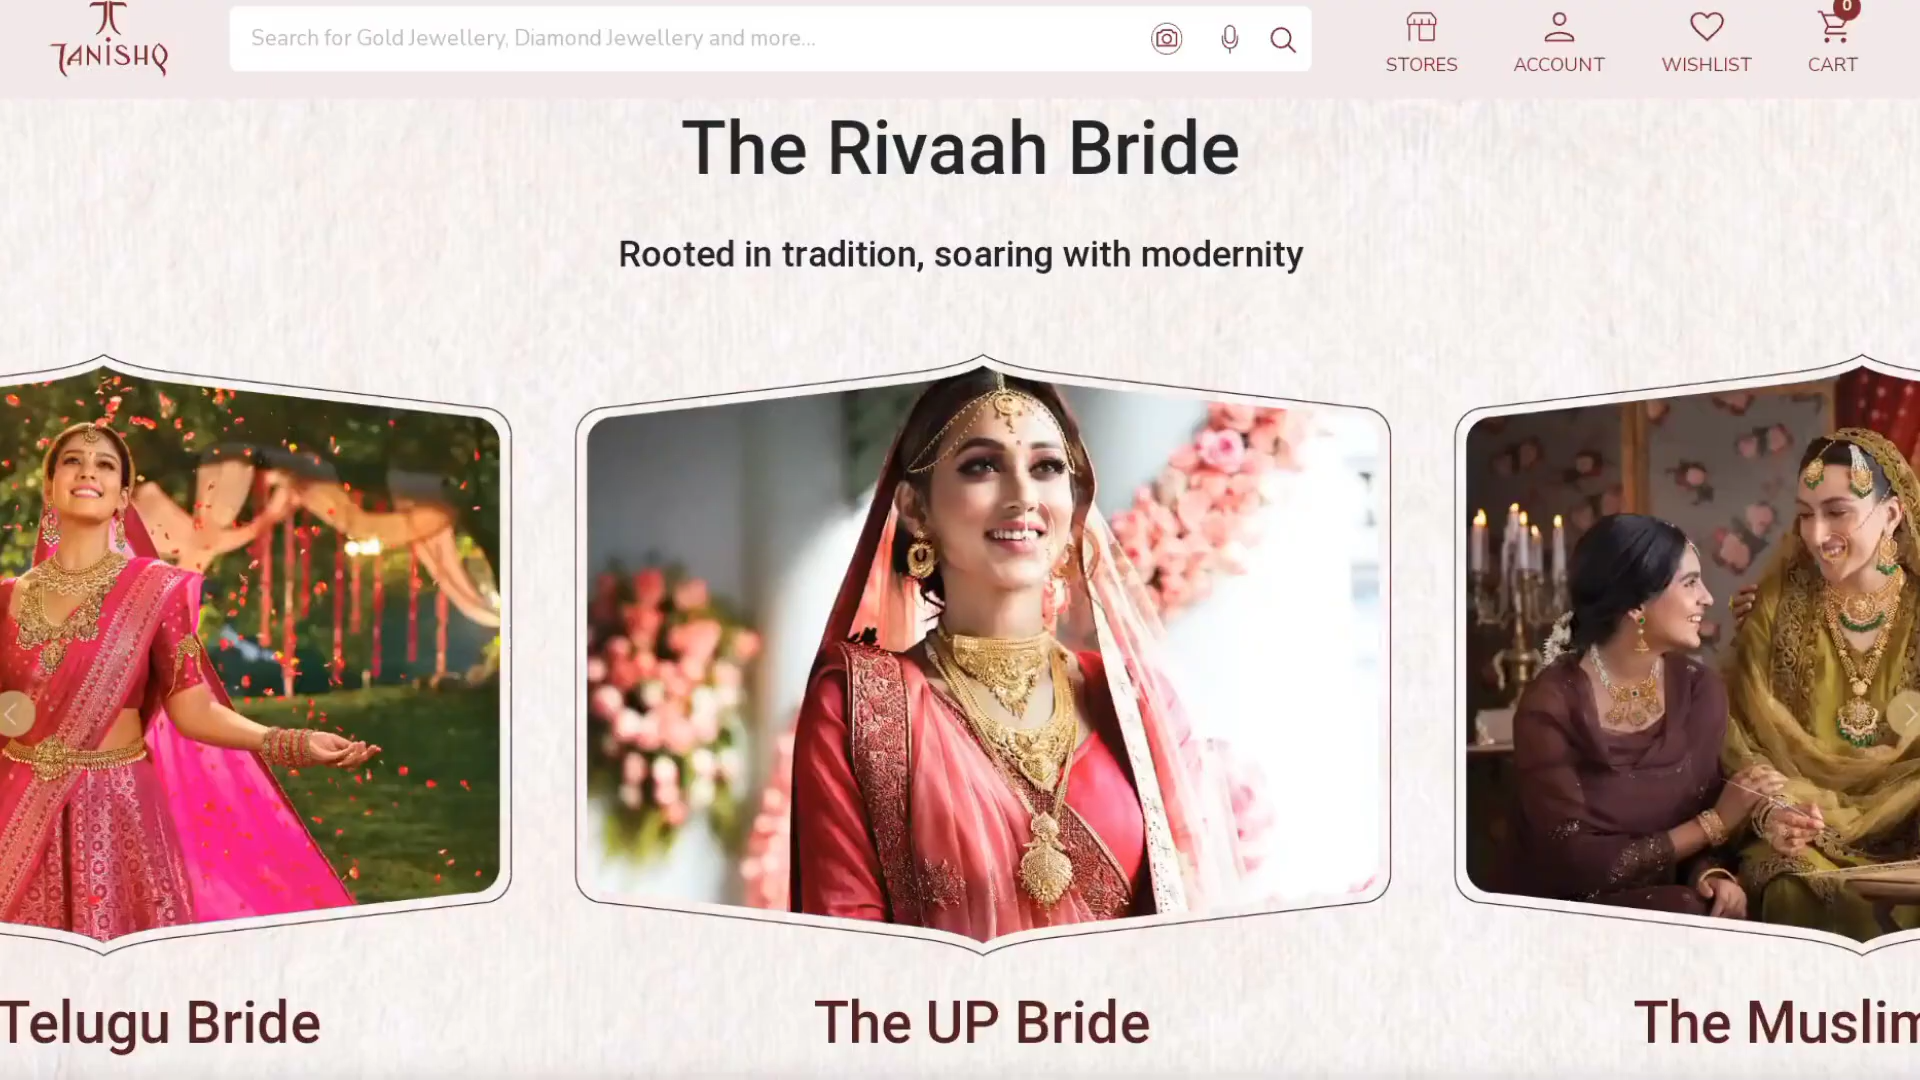 TANISHQ
Search for Gold Jewellery, Diamond Jewellery and more...
STORES
ACCOUNT
WISHLIST
0
CART
The Rivaah Bride
Rooted in tradition, soaring with modernity
Telugu Bride
The UP Bride
The Muslim